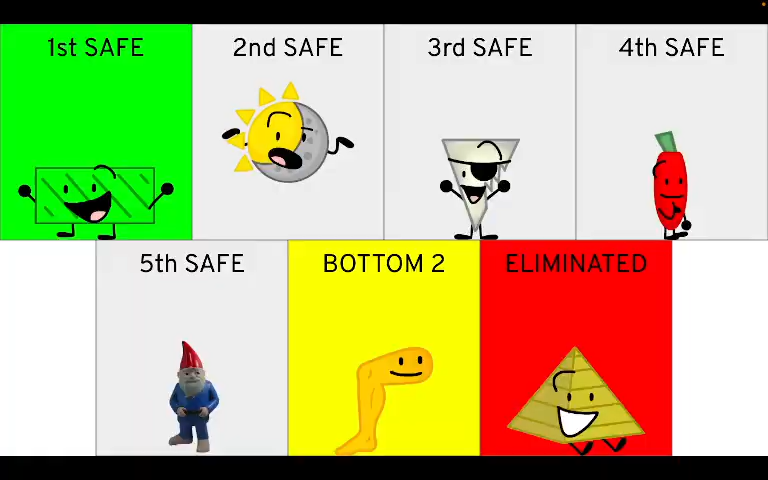 1st SAFE
2nd SAFE
3rd SAFE
4th SAFE
5th SAFE
BOTTOM 2
ELIMINATED